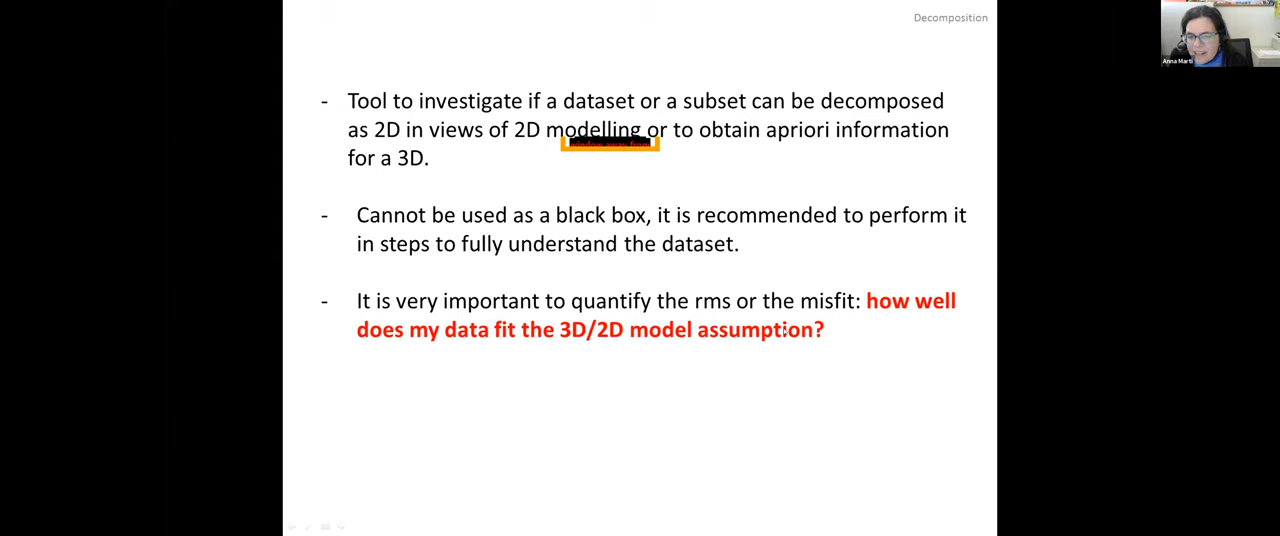 Decomposition
Anna Marti
- Tool to investigate if a dataset or a subset can be decomposed
as 2D in views of 2D modelling or to obtain apriori information
window away from
for a 3D.
- Cannot be used as a black box, it is recommended to perform it
in steps to fully understand the dataset.
- It is very important to quantify the rms or the misfit: how well
does my data fit the 3D/2D model assumption?